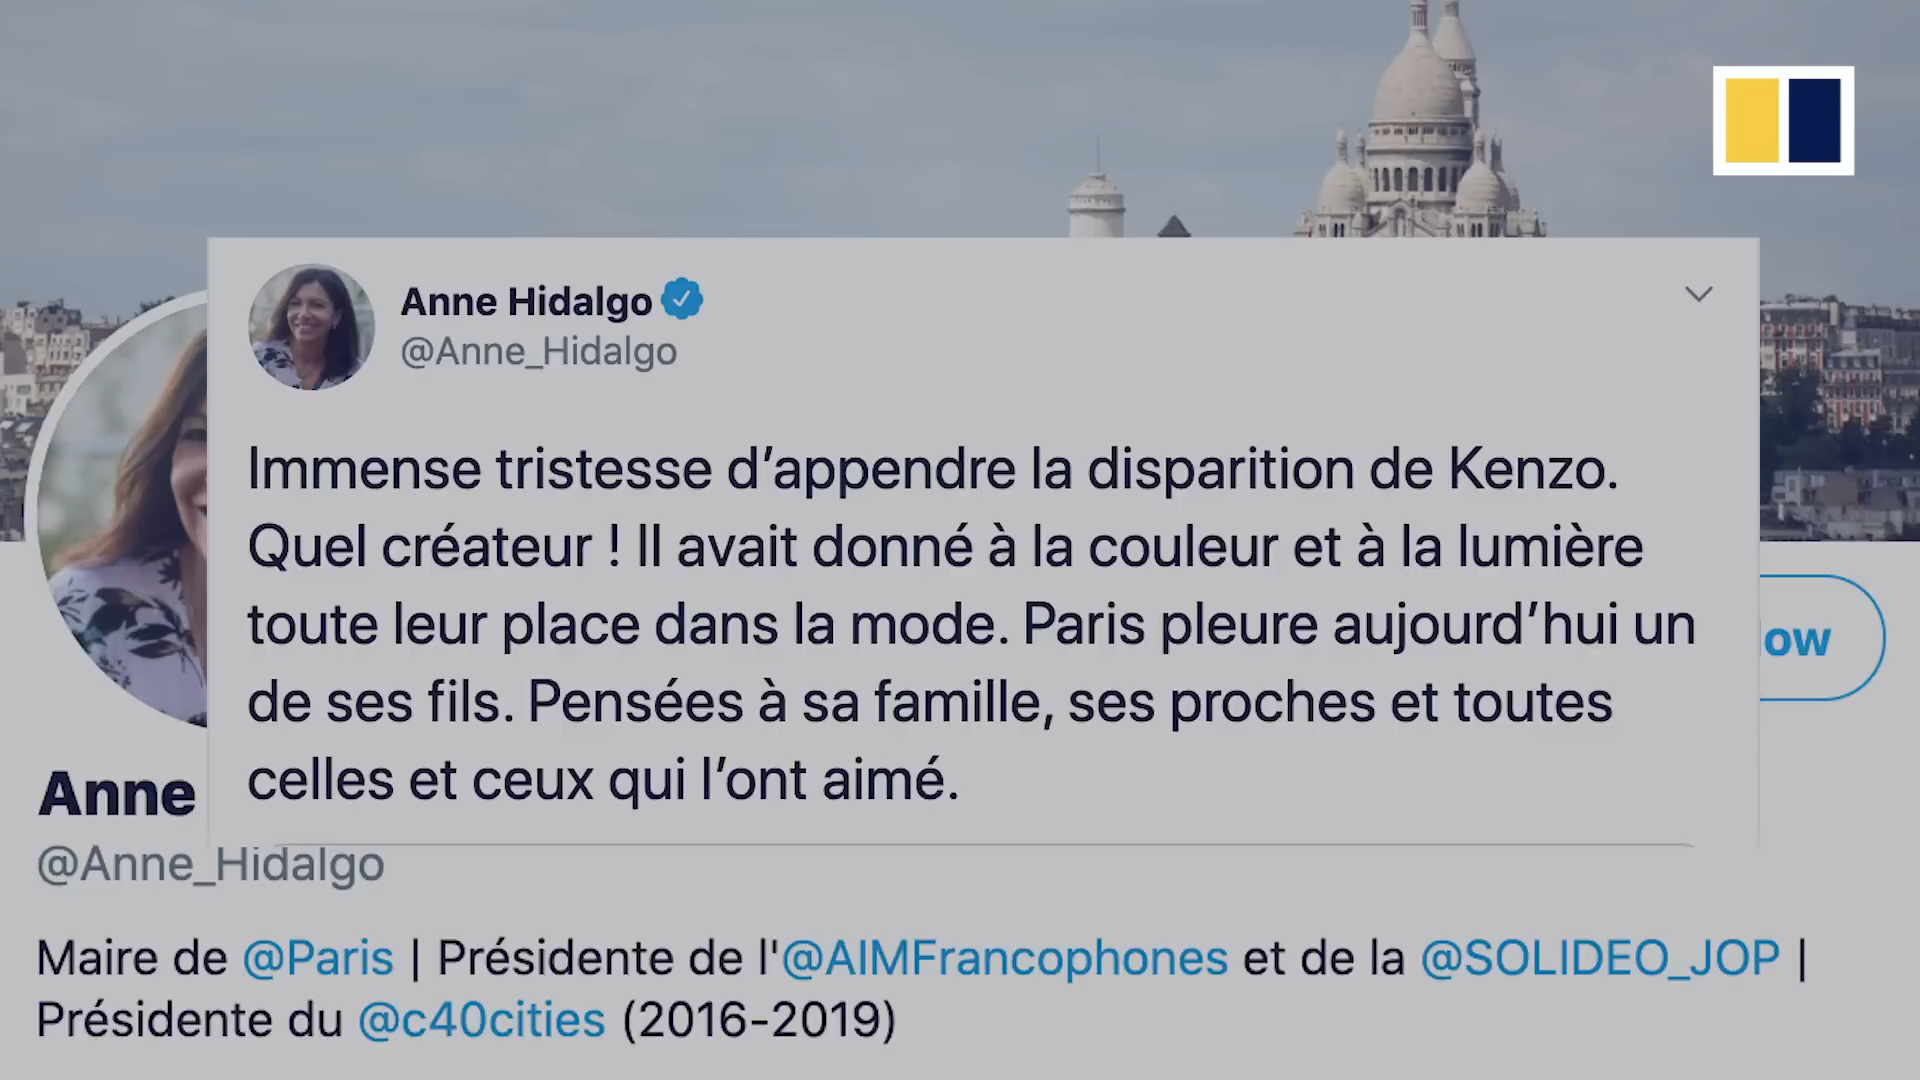 Anne Hidalgo
@Anne_Hidalgo
Immense tristesse d’appendre la disparition de Kenzo.
Quel créateur ! Il avait donné à la couleur et à la lumière
toute leur place dans la mode. Paris pleure aujourd’hui un
de ses fils. Pensées à sa famille, ses proches et toutes
celles et ceux qui l’ont aimé.
ow
Anne
@Anne_Hidalgo
Maire de @Paris | Présidente de l'@AIMFrancophones et de la @SOLIDEO_JOP |
Présidente du @c40cities (2016-2019)